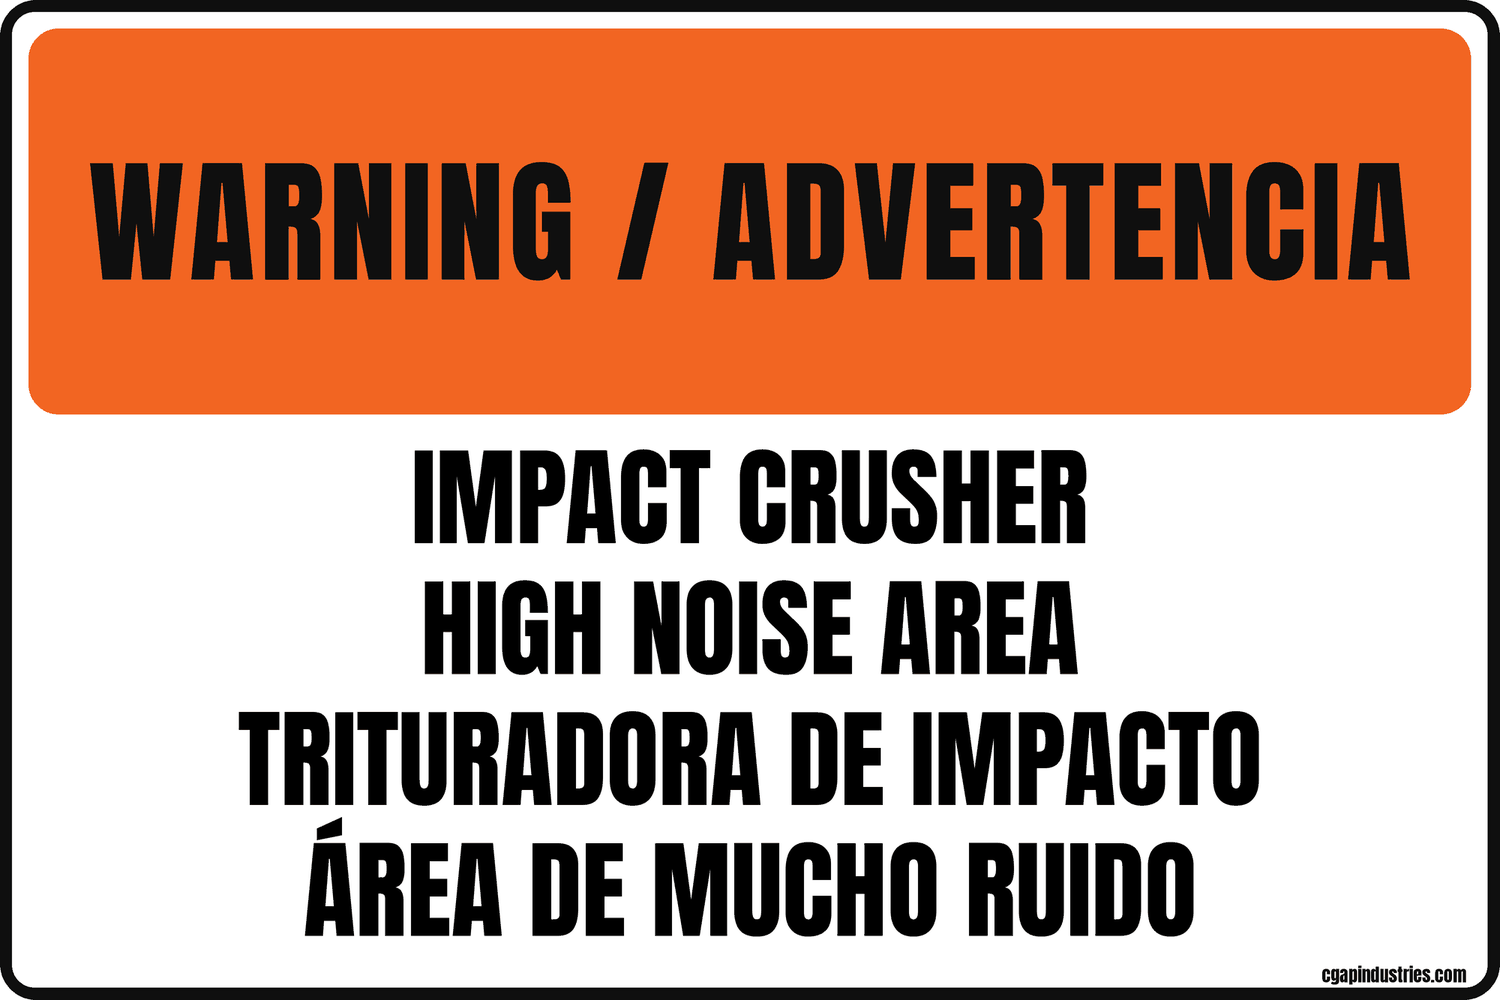 WARNING / ADVERTENCIA
IMPACT CRUSHER
HIGH NOISE AREA
TRITURADORA DE IMPACTO
ÁREA DE MUCHO RUIDO
cgapindustries.com